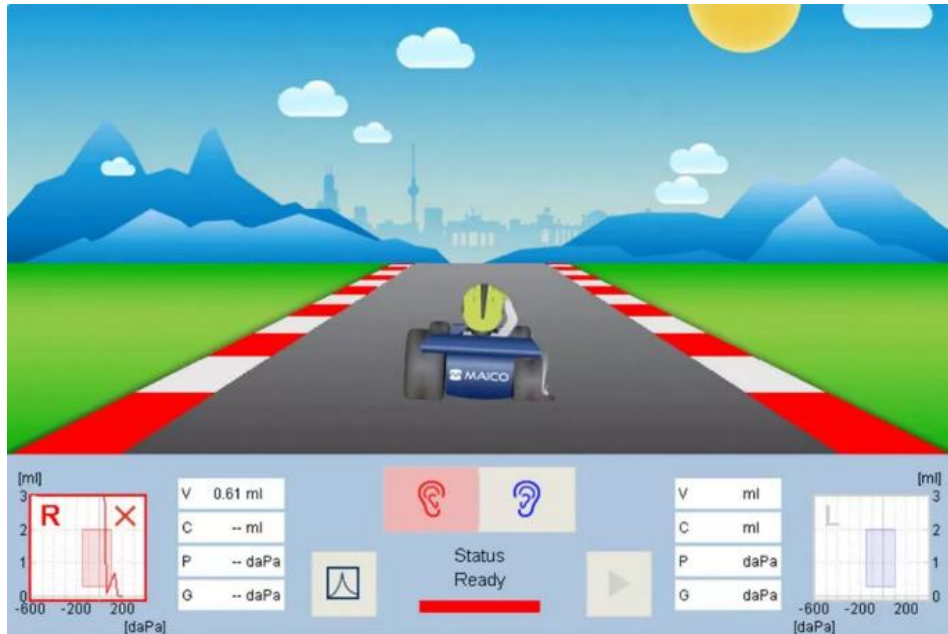 MAICO
[ml]
3
2
1
0
R
-600 -200 200
[daPa]
V 0.61 ml
C -- ml
P -- daPa
G -- daPa
Status
Ready
V ml
C ml
P daPa
G daPa
[ml]
3
2
1
0
L
-600 -200 200
[daPa]